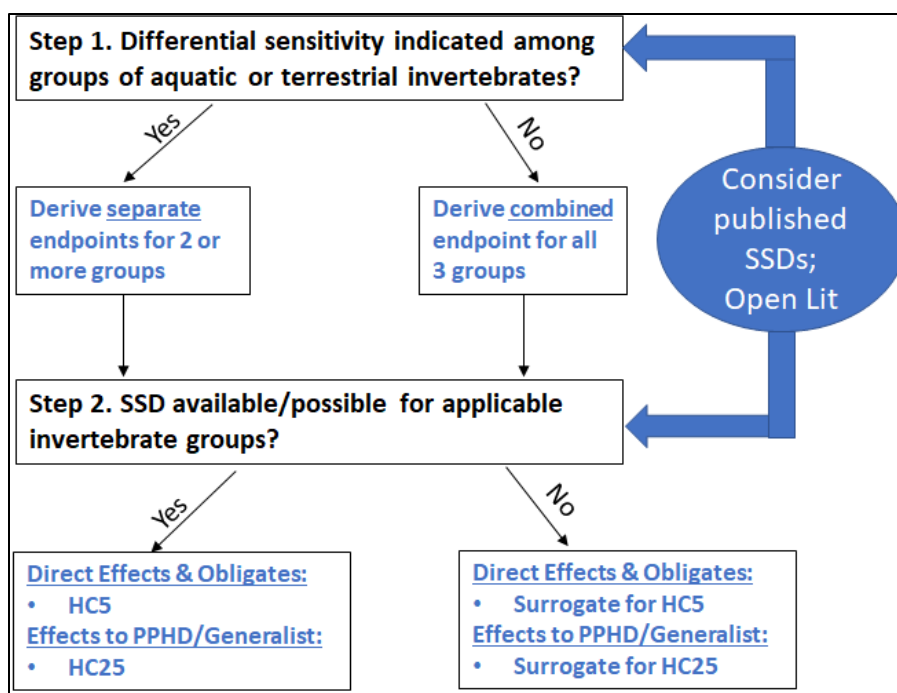 Step 1. Differential sensitivity indicated among
groups of aquatic or terrestrial invertebrates?
Yes
No
Consider
published
SSDs;
Open Lit
Derive separate
endpoints for 2 or
more groups
Derive combined
endpoint for all
3 groups
Step 2. SSD available/possible for applicable
invertebrate groups?
Yes
No
Direct Effects & Obligates:
• HC5
Effects to PPHD/Generalist:
• HC25
Direct Effects & Obligates:
• Surrogate for HC5
Effects to PPHD/Generalist:
• Surrogate for HC25